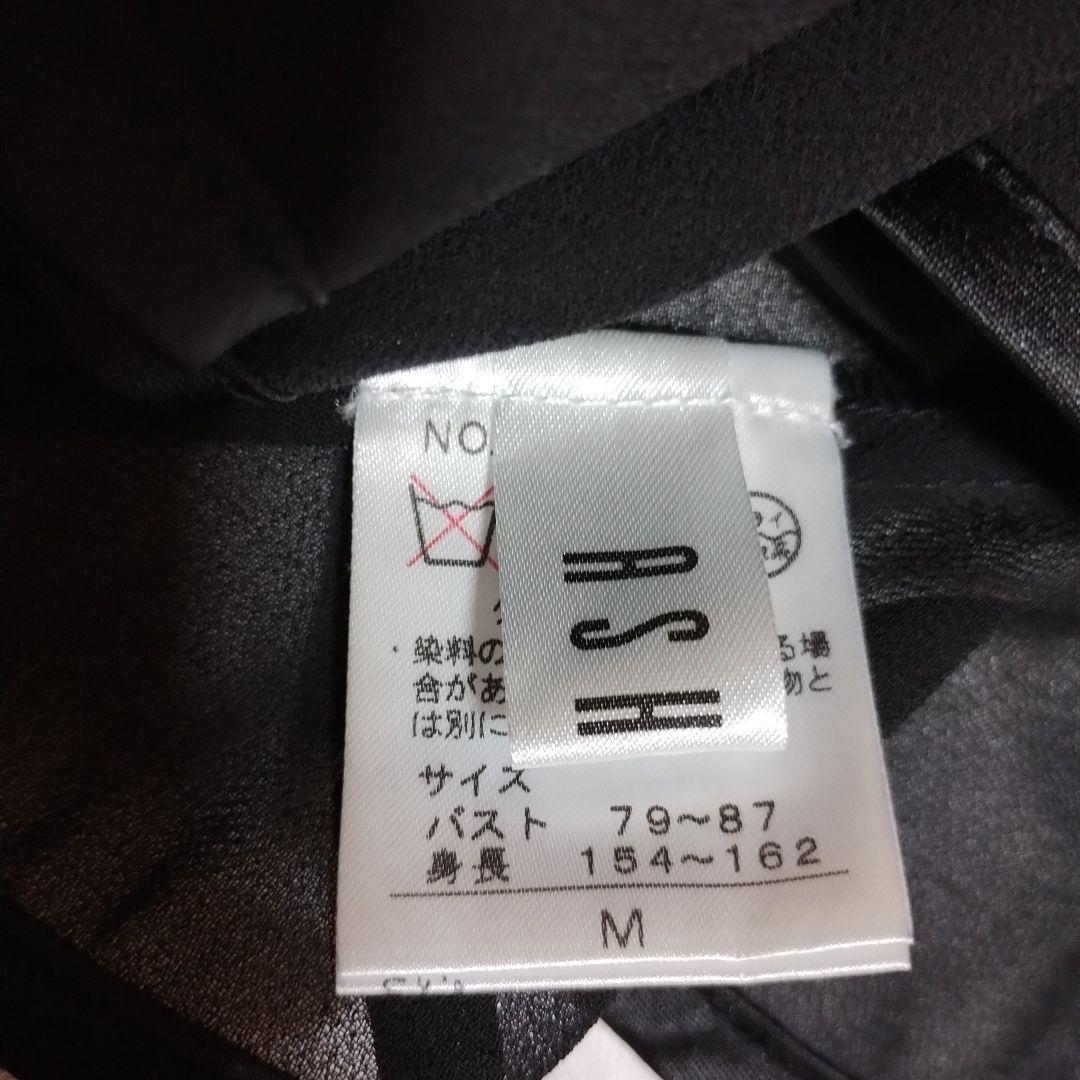 NO.
ASH
・染料の
る場
合があ
物と
は別に
サイズ
バスト 79～87
身長 154～162
M